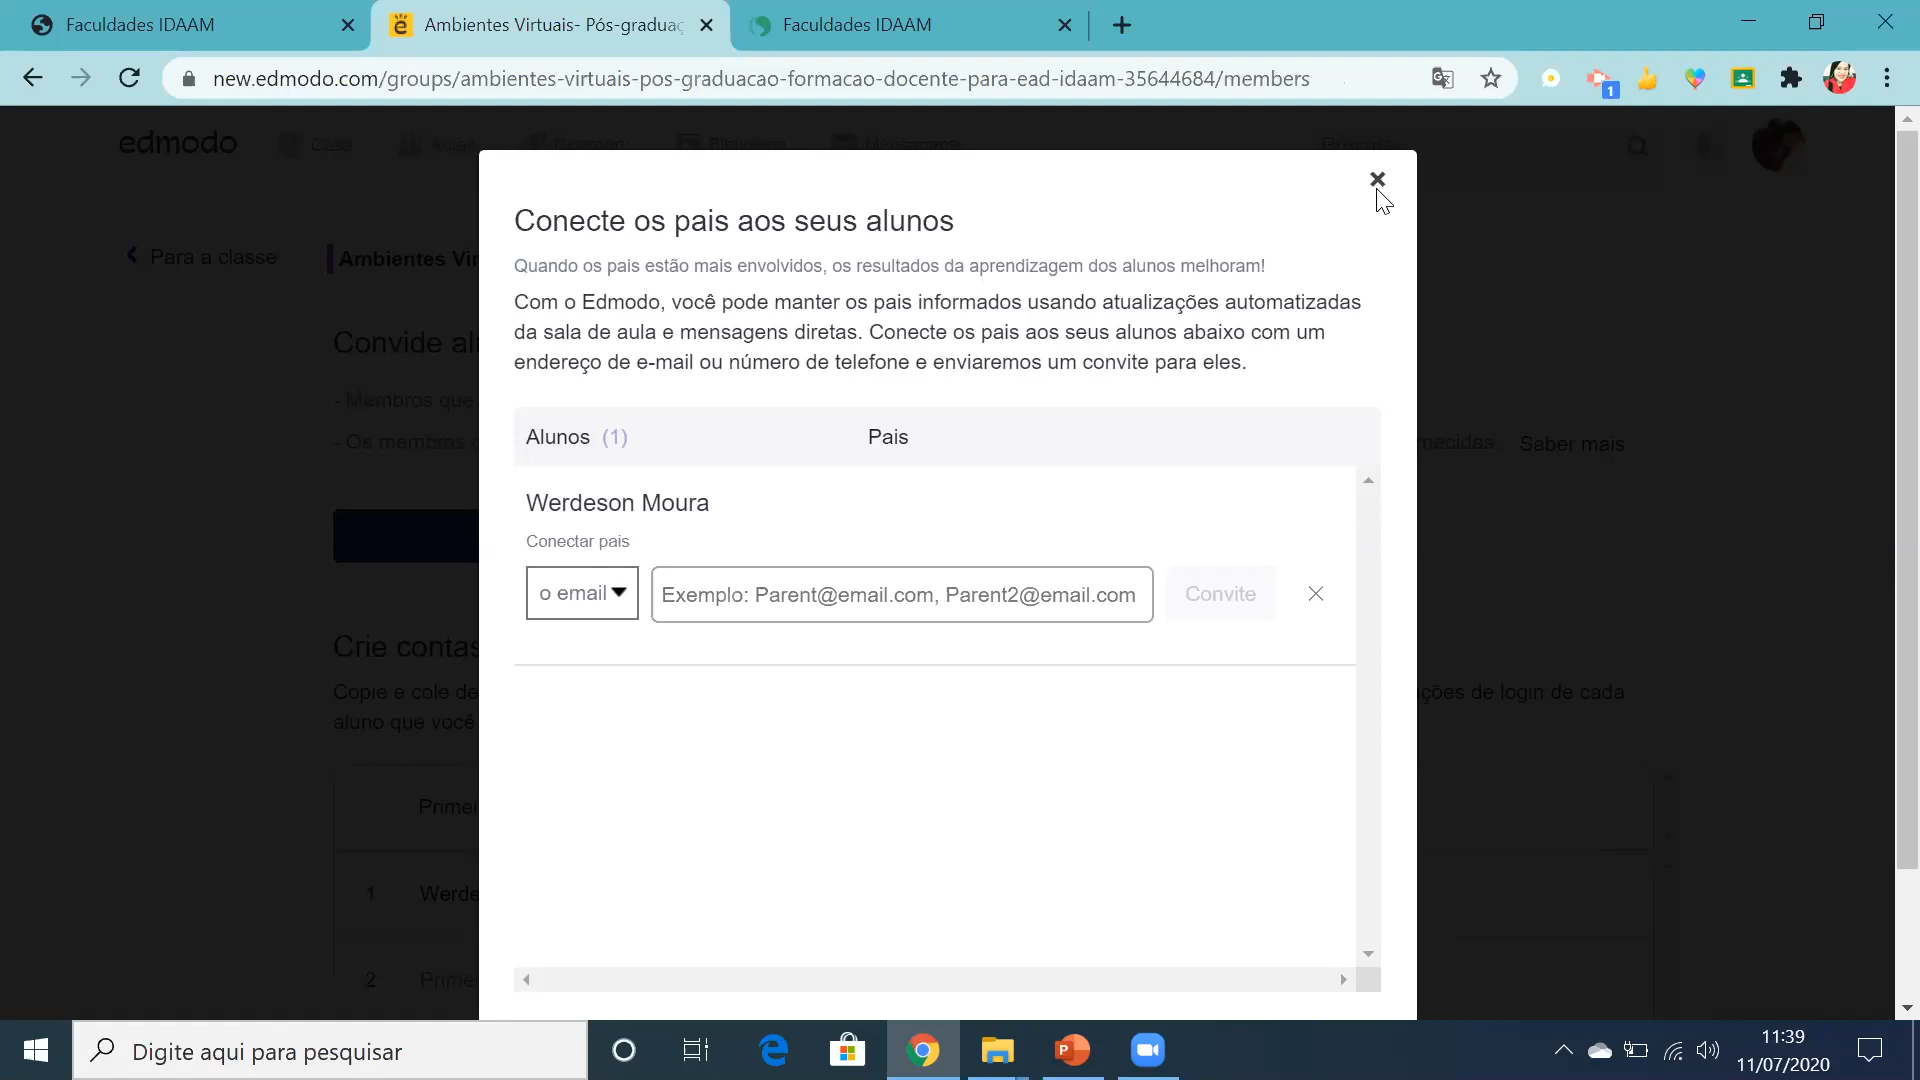 Faculdades IDAAM
Ambientes Virtuais- Pós-graduaç
Faculdades IDAAM
new.edmodo.com/groups/ambientes-virtuais-pos-graduacao-formacao-docente-para-ead-idaam-35644684/members
1
edmodo
Casa
Mensagens
Para a classe
Ambientes Vir
Conecte os pais aos seus alunos
Quando os pais estão mais envolvidos, os resultados da aprendizagem dos alunos melhoram!
Com o Edmodo, você pode manter os pais informados usando atualizações automatizadas
da sala de aula e mensagens diretas. Conecte os pais aos seus alunos abaixo com um
endereço de e-mail ou número de telefone e enviaremos um convite para eles.
Convide al
- Membros que
- Os membros
necidas. Saber mais
Alunos (1)
Pais
Werdeson Moura
Conectar pais
o email
Exemplo: Parent@email.com, Parent2@email.com
Convite
Crie contas
Copie e cole de
ções de login de cada
aluno que você
Primei
1 Werde
2 Prime
Digite aqui para pesquisar
11:39
11/07/2020